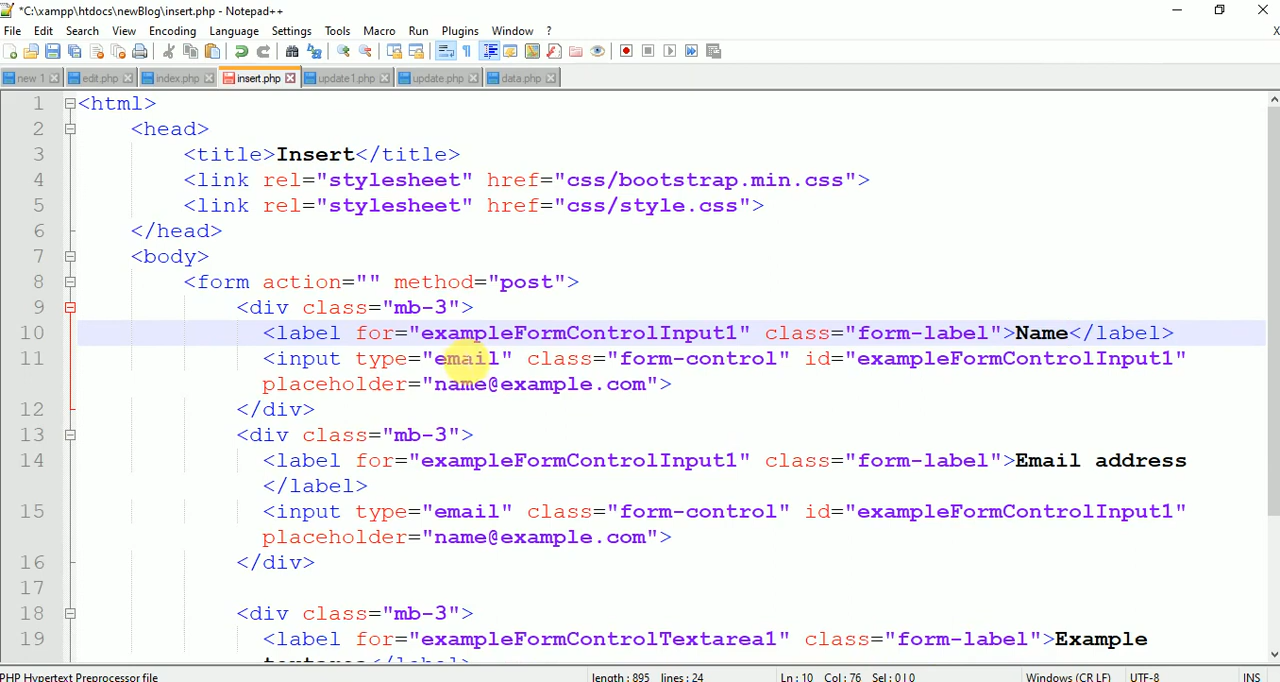 *C:\xampp\htdocs\newBlog\insert.php - Notepad++
File Edit Search View Encoding Language Settings Tools Macro Run Plugins Window ? X
new 1 edit.php index.php insert.php update1.php update.php data.php
1 <html>
2 <head>
3 <title>Insert</title>
4 <link rel="stylesheet" href="css/bootstrap.min.css">
5 <link rel="stylesheet" href="css/style.css">
6 </head>
7 <body>
8 <form action="" method="post">
9 <div class="mb-3">
10 <label for="exampleFormControlInput1" class="form-label">Name</label>
11 <input type="email" class="form-control" id="exampleFormControlInput1"
placeholder="name@example.com">
12 </div>
13 <div class="mb-3">
14 <label for="exampleFormControlInput1" class="form-label">Email address
</label>
15 <input type="email" class="form-control" id="exampleFormControlInput1"
placeholder="name@example.com">
16 </div>
17
18 <div class="mb-3">
19 <label for="exampleFormControlTextarea1" class="form-label">Example
textarea</label>
PHP Hypertext Preprocessor file length : 895 lines : 24 Ln : 10 Col : 76 Sel : 0 | 0 Windows (CR LF) UTF-8 INS